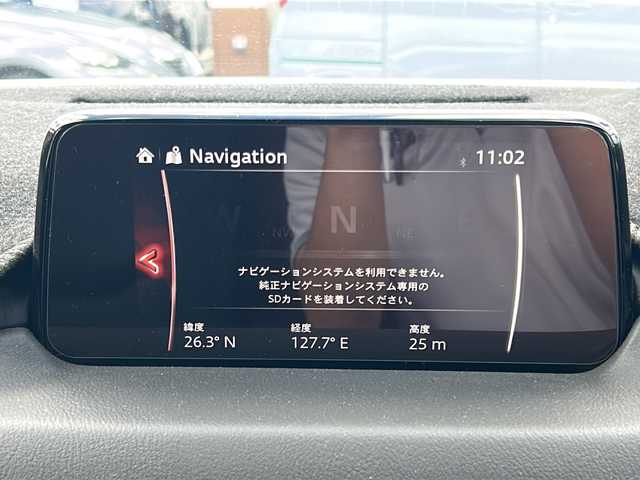 Navigation
11:02
W N E
NW NE
ナビゲーションシステムを利用できません。
純正ナビゲーションシステム専用の
SDカードを装着してください。
緯度 経度 高度
26.3° N 127.7° E 25 m